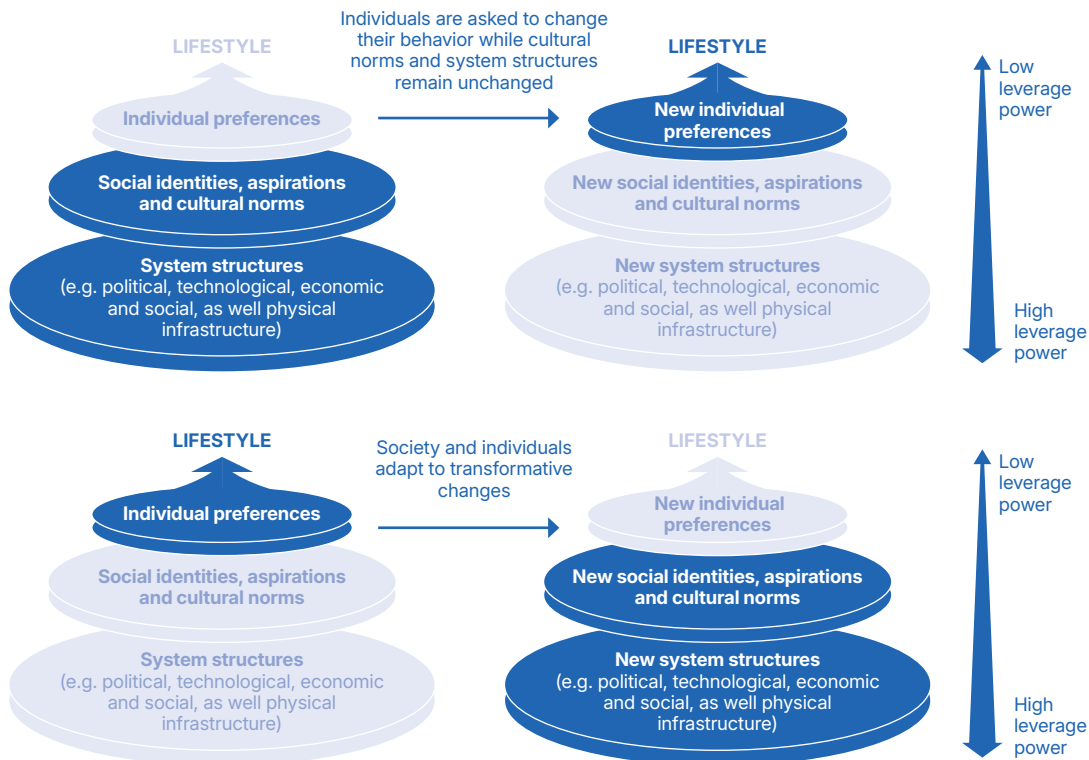 LIFESTYLE
Individual preferences
Social identities, aspirations
and cultural norms
System structures
(e.g. political, technological, economic
and social, as well physical
infrastructure)
Individuals are asked to change
their behavior while cultural
norms and system structures
remain unchanged
LIFESTYLE
New individual
preferences
New social identities, aspirations
and cultural norms
New system structures
(e.g. political, technological, economic
and social, as well physical
infrastructure)
Low
leverage
power
High
leverage
power
LIFESTYLE
Individual preferences
Social identities, aspirations
and cultural norms
System structures
(e.g. political, technological, economic
and social, as well physical
infrastructure)
Society and individuals
adapt to transformative
changes
LIFESTYLE
New individual
preferences
New social identities, aspirations
and cultural norms
New system structures
(e.g. political, technological, economic
and social, as well physical
infrastructure)
Low
leverage
power
High
leverage
power